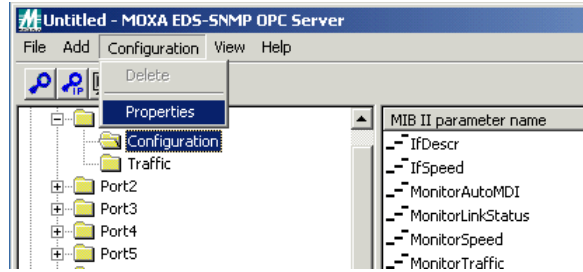 Untitled - MOXA EDS-SNMP OPC Server
File Add Configuration View Help
Delete
Properties
IP
Configuration
Traffic
Port2
Port3
Port4
Port5
MIB II parameter name
IfDescr
IfSpeed
MonitorAutoMDI
MonitorLinkStatus
MonitorSpeed
MonitorTraffic